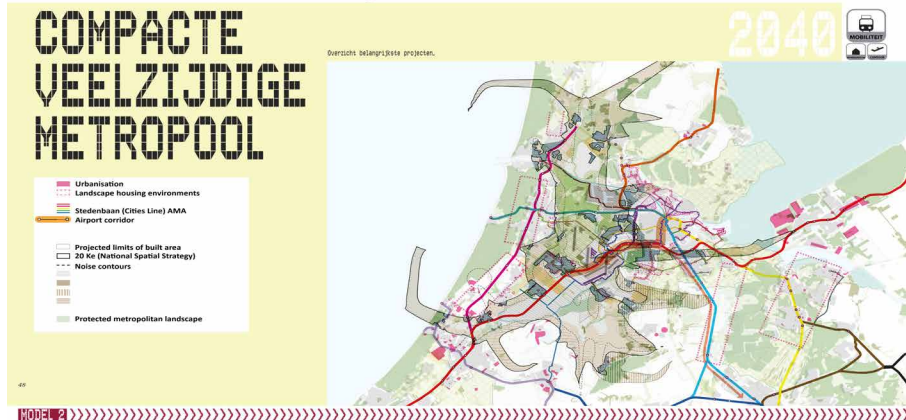 COMPACTE
VEELZIJDIGE
METROPOOL
Overzicht belangrijkste projecten.
2040
MOBILITEIT
Urbanisation
Landscape housing environments
Stedenbaan (Cities Line) AMA
Airport corridor
Projected limits of built area
20 Ke (National Spatial Strategy)
Noise contours
Protected metropolitan landscape
46
MODEL 2